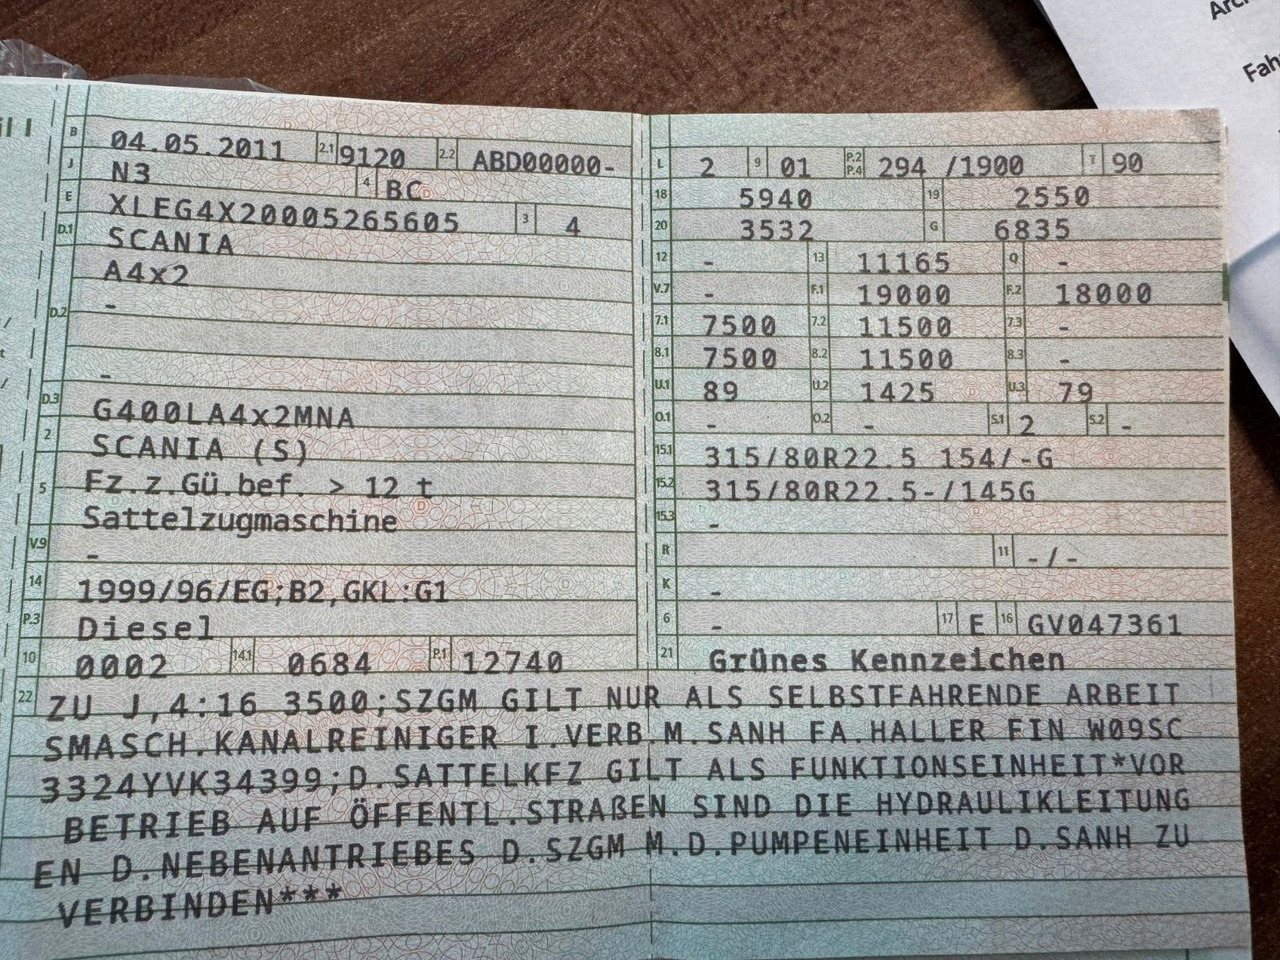 Arc
Fah
il I
B 04.05.2011 2.1 9120 2.2 ABD00000-
J N3 4 BC
E XLEG4X20005265605 3 4
D.1 SCANIA
A4x2
D.2 -
-
D.3 G400LA4x2MNA
2 SCANIA (S)
5 Fz.z.Gü.bef. > 12 t
Sattelzugmaschine
V.9 -
14 1999/96/EG;B2,GKL:G1
P.3 Diesel
10 0002 14.1 0684 P.1 12740
L 2 9 01 P.2 P.4 294 /1900 T 90
18 5940 19 2550
20 3532 G 6835
12 - 13 11165 Q -
V.7 - F.1 19000 F.2 18000
7.1 7500 7.2 11500 7.3 -
8.1 7500 8.2 11500 8.3 -
U.1 89 U.2 1425 U.3 79
O.1 - O.2 - S.1 2 S.2 -
15.1 315/80R22.5 154/-G
15.2 315/80R22.5-/145G
15.3 -
R 11 -/-
K -
6 - 17 E 16 GV047361
21 Grünes Kennzeichen
22 ZU J,4:16 3500;SZGM GILT NUR ALS SELBSTFAHRENDE ARBEIT
SMASCH.KANALREINIGER I.VERB.M.SANH FA.HALLER FIN W09SC
3324YVK34399;D.SATTELKFZ GILT ALS FUNKTIONSEINHEIT*VOR
BETRIEB AUF ÖFFENTL.STRAßEN SIND DIE HYDRAULIKLEITUNG
EN D.NEBENANTRIEBES D.SZGM M.D.PUMPENEINHEIT D.SANH ZU
VERBINDEN***